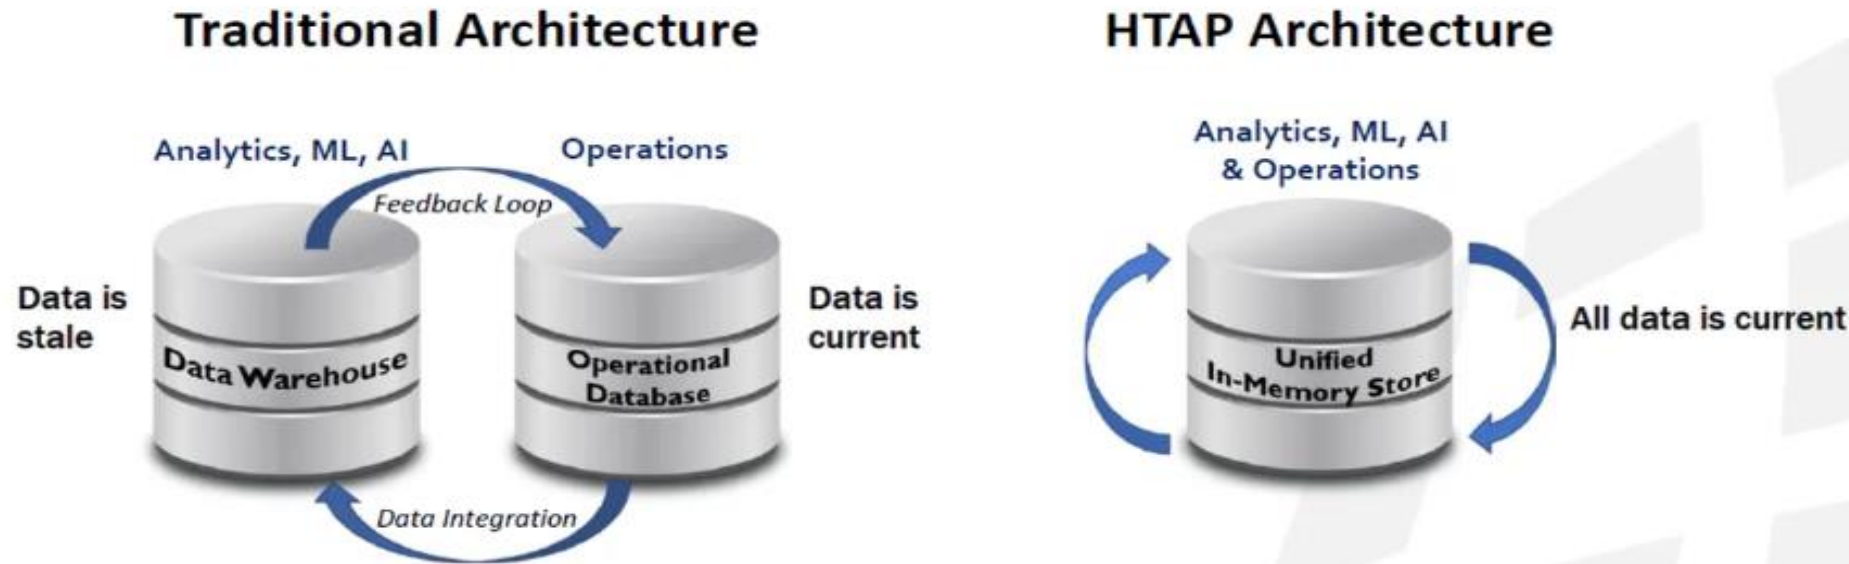 Traditional Architecture
Analytics, ML, AI
Operations
Feedback Loop
Data is
stale
Data Warehouse
Operational
Database
Data is
current
Data Integration
HTAP Architecture
Analytics, ML, AI
& Operations
Unified
In-Memory Store
All data is current